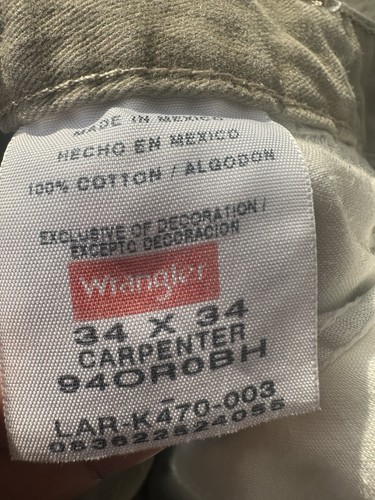 MADE IN MEXICO
HECHO EN MEXICO
100% COTTON / ALGODON
EXCLUSIVE OF DECORATION /
EXCEPTO DECORACION
Wrangler
34 X 34
CARPENTER
94OROBH
LAR-K470-003
083622524055